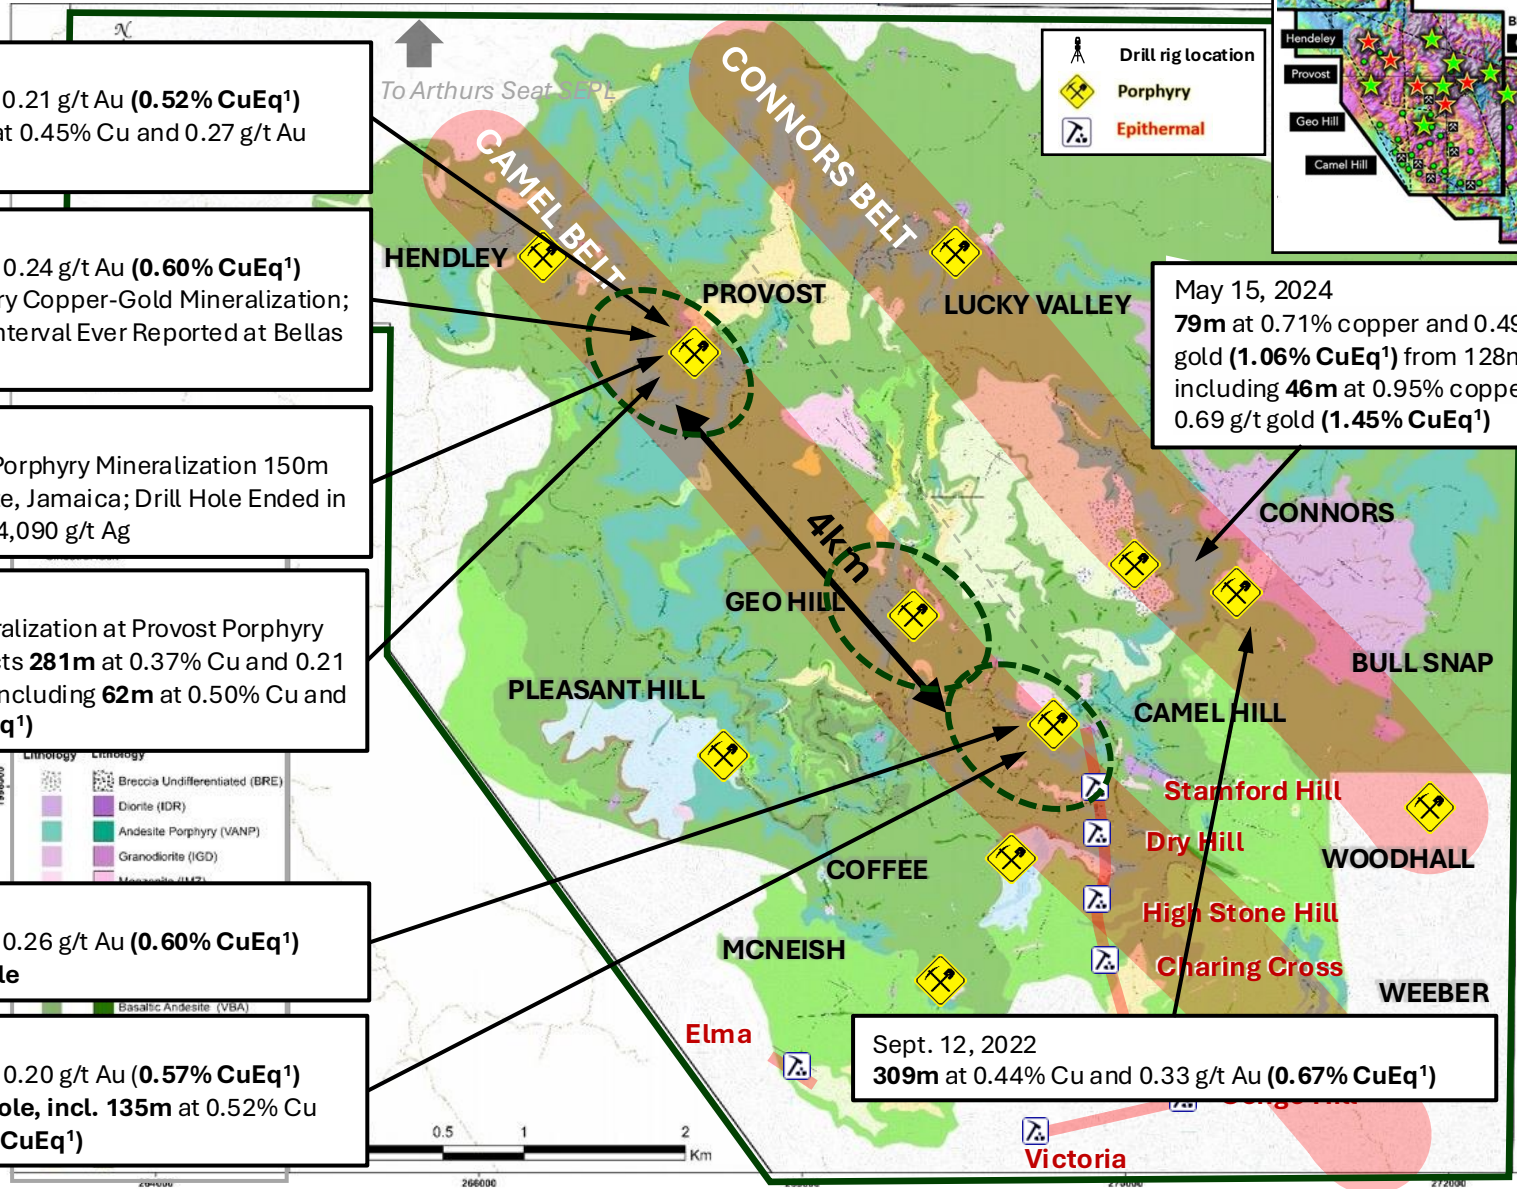 N
To Arthurs Seat SEPL
0.21 g/t Au (0.52% CuEq¹)
at 0.45% Cu and 0.27 g/t Au
0.24 g/t Au (0.60% CuEq¹)
ry Copper-Gold Mineralization;
nterval Ever Reported at Bellas
Porphyry Mineralization 150m
e, Jamaica; Drill Hole Ended in
4,090 g/t Ag
ralization at Provost Porphyry
cts 281m at 0.37% Cu and 0.21
ncluding 62m at 0.50% Cu and
q¹)
Lithology Lithology
Breccia Undifferentiated (BRE)
Diorite (IDR)
Andesite Porphyry (VANP)
Granodiorite (IGD)
0.26 g/t Au (0.60% CuEq¹)
le
Basaltic Andesite (VBA)
0.20 g/t Au (0.57% CuEq¹)
ole, incl. 135m at 0.52% Cu
CuEq¹)
Drill rig location
Porphyry
Epithermal
Hendeley
Provost
Geo Hill
Camel Hill
CAMEL BELT
CONNORS BELT
HENDLEY
PROVOST
LUCKY VALLEY
May 15, 2024
79m at 0.71% copper and 0.49
gold (1.06% CuEq¹) from 128m
including 46m at 0.95% coppe
0.69 g/t gold (1.45% CuEq¹)
CONNORS
4km
GEO HILL
BULL SNAP
PLEASANT HILL
CAMEL HILL
Stamford Hill
Dry Hill
WOODHALL
COFFEE
High Stone Hill
MCNEISH
Charing Cross
WEEBER
Elma
Sept. 12, 2022
309m at 0.44% Cu and 0.33 g/t Au (0.67% CuEq¹)
Victoria
0.5 1 2
Km
264000 266000 272000